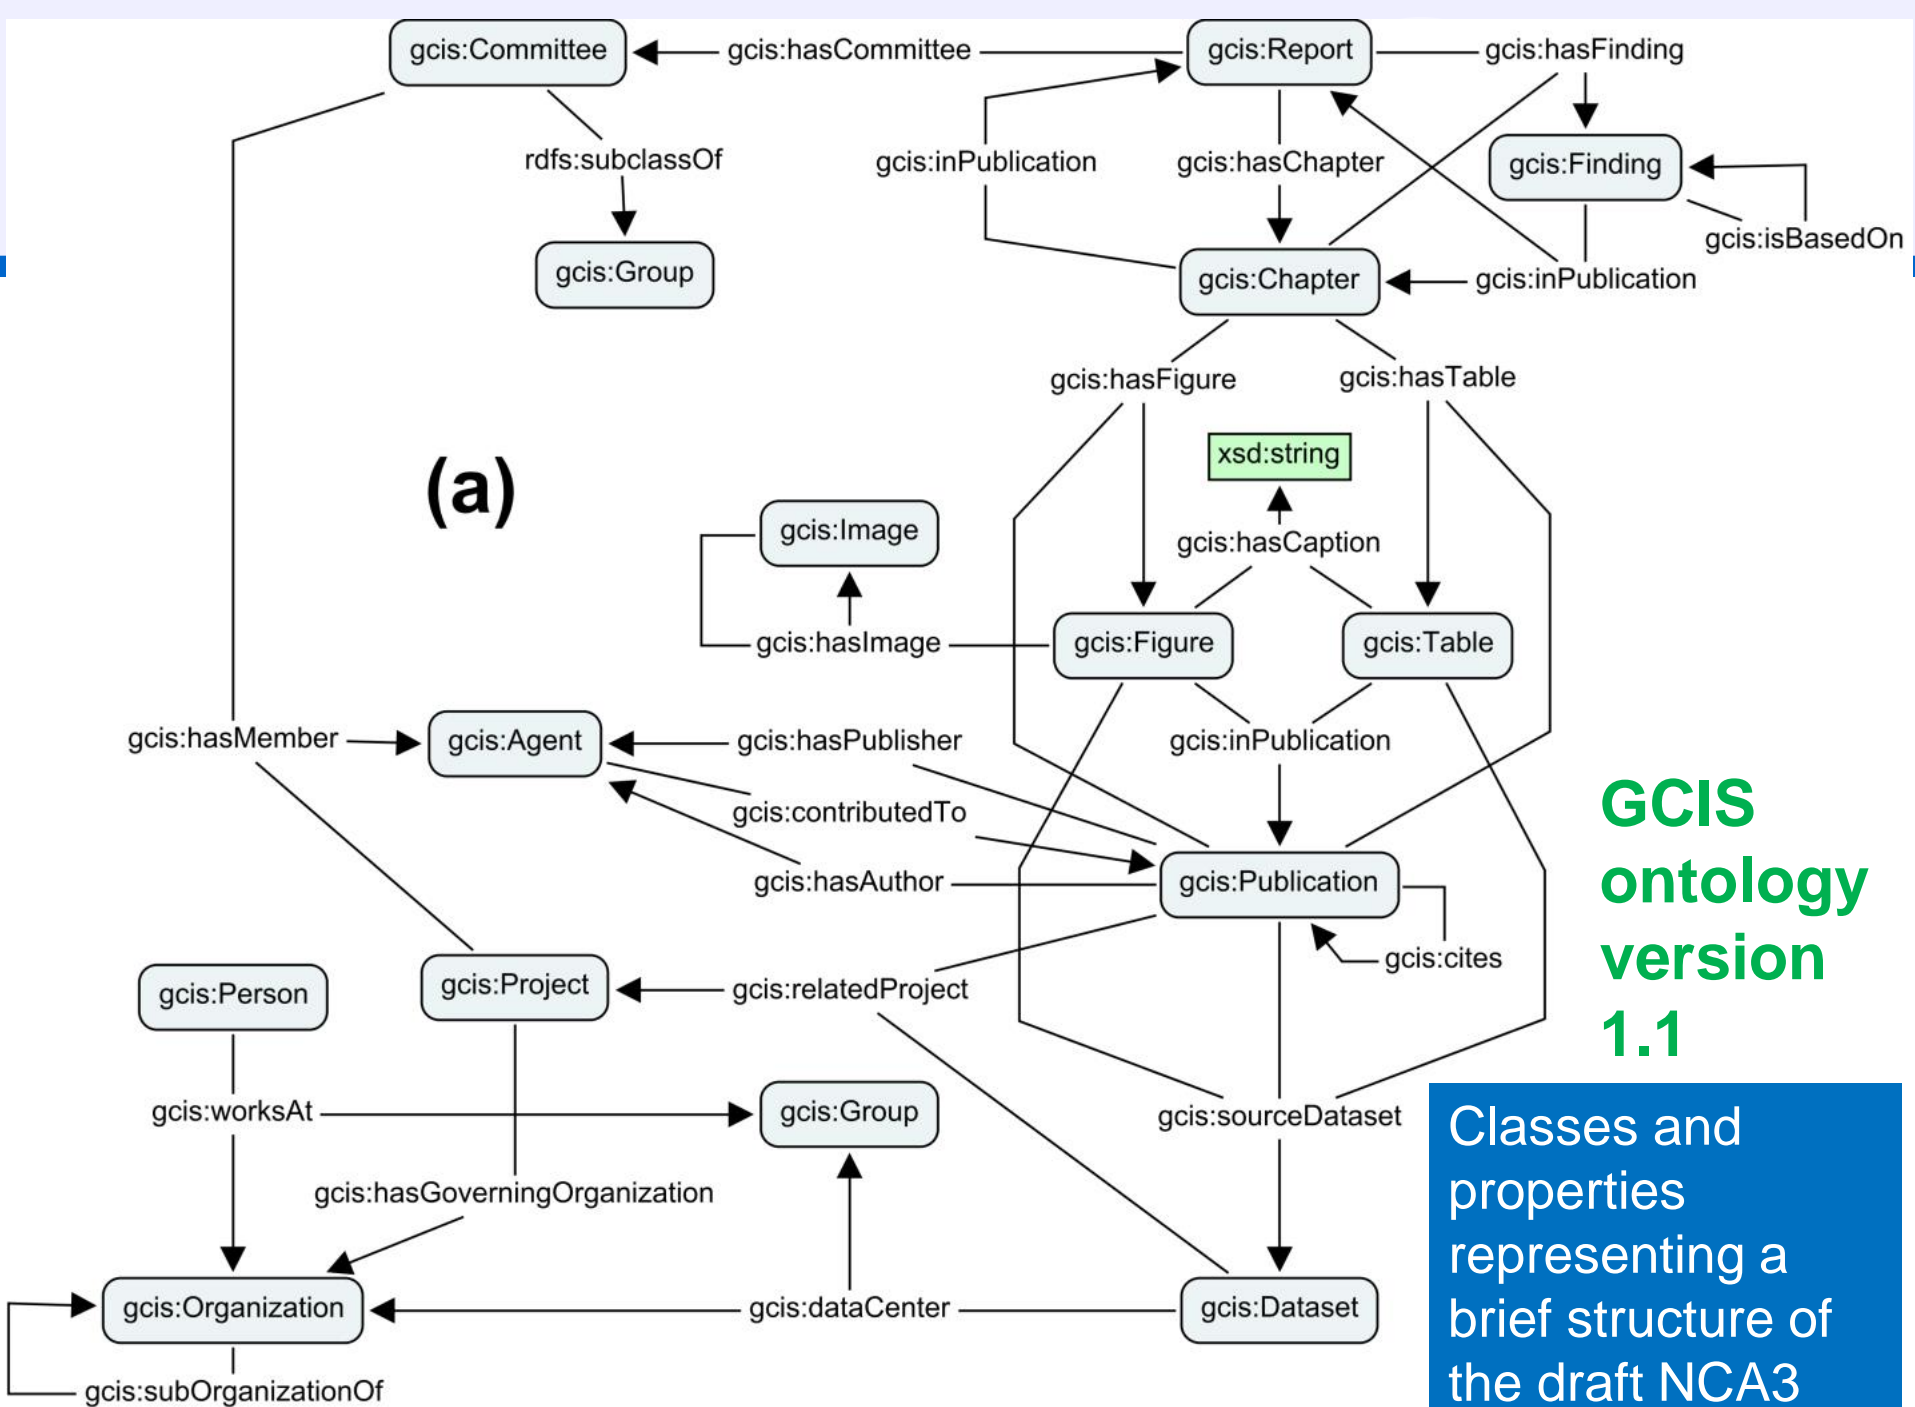 gcis:Committee
gcis:hasCommittee
gcis:Report
gcis:hasFinding
rdfs:subclassOf
gcis:inPublication
gcis:hasChapter
gcis:Finding
gcis:isBasedOn
gcis:Group
gcis:Chapter
gcis:inPublication
gcis:hasFigure
gcis:hasTable
(a)
xsd:string
gcis:Image
gcis:hasCaption
gcis:hasImage
gcis:Figure
gcis:Table
gcis:hasMember
gcis:Agent
gcis:hasPublisher
gcis:inPublication
gcis:contributedTo
gcis:hasAuthor
gcis:Publication
gcis:cites
GCIS
ontology
version
1.1
gcis:Person
gcis:Project
gcis:relatedProject
gcis:worksAt
gcis:Group
gcis:sourceDataset
gcis:hasGoverningOrganization
gcis:Organization
gcis:dataCenter
gcis:Dataset
gcis:subOrganizationOf
Classes and
properties
representing a
brief structure of
the draft NCA3